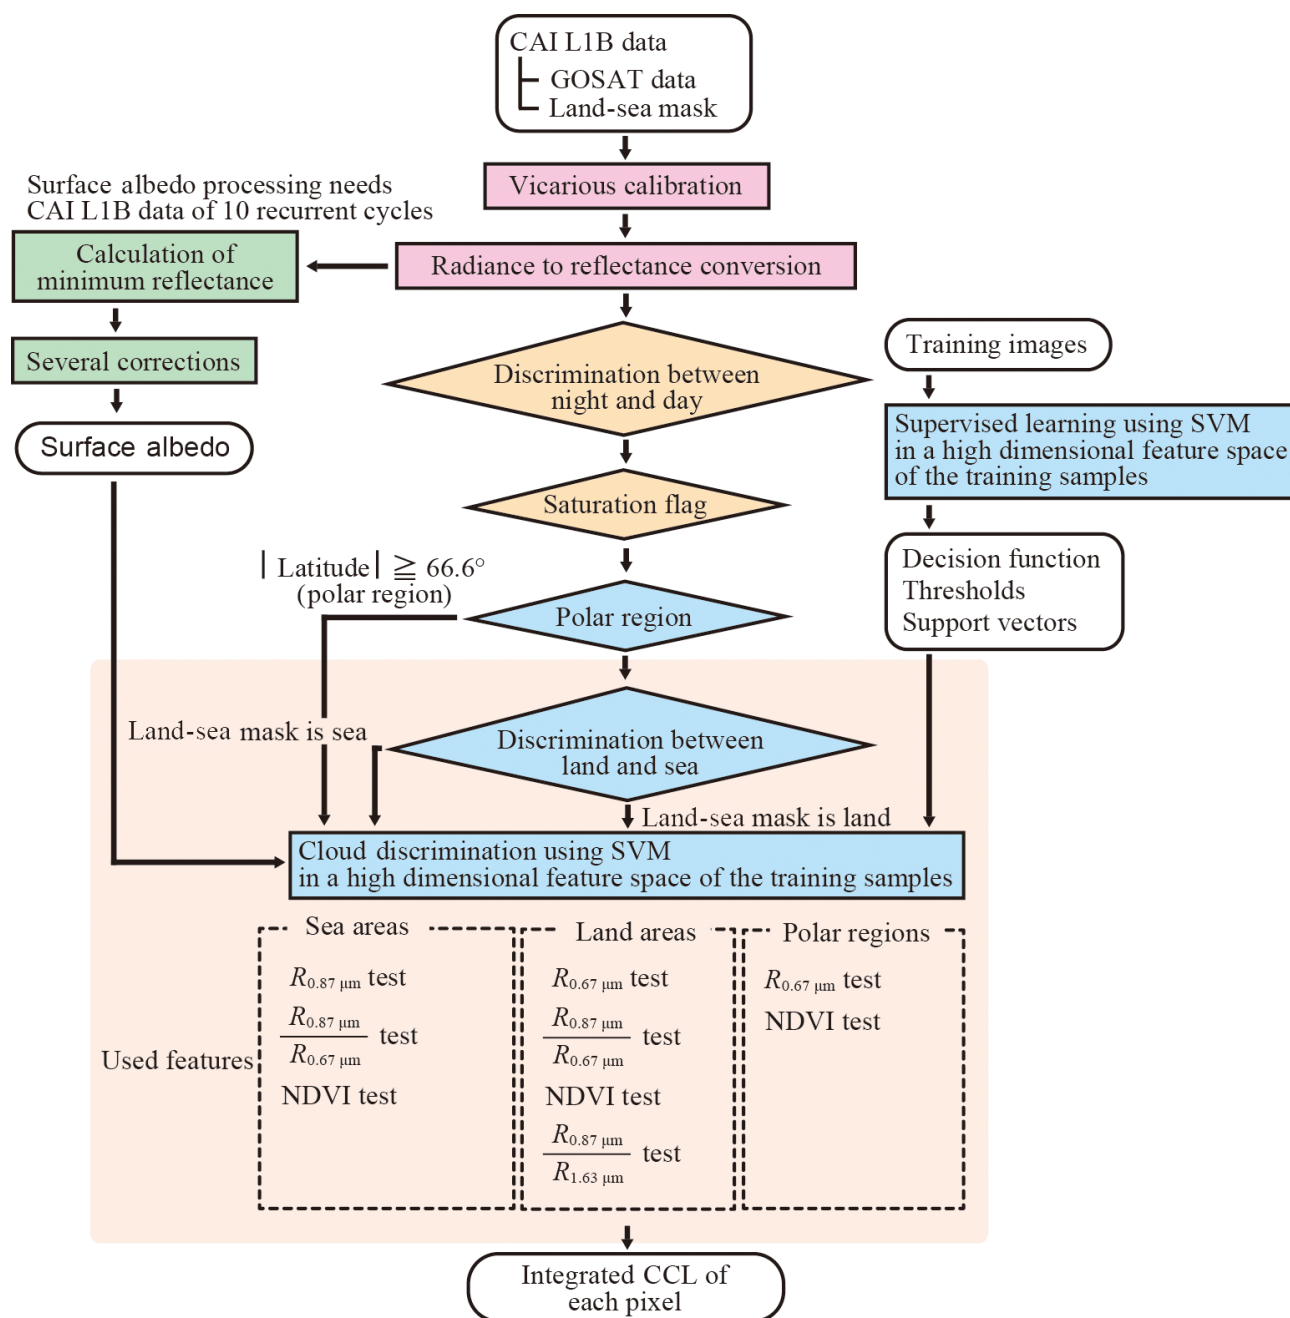 CAI L1B data
GOSAT data
Land-sea mask
Vicarious calibration
Surface albedo processing needs
CAI L1B data of 10 recurrent cycles
Calculation of
minimum reflectance
Radiance to reflectance conversion
Several corrections
Surface albedo
Discrimination between
night and day
Training images
Supervised learning using SVM
in a high dimensional feature space
of the training samples
Saturation flag
Decision function
Thresholds
Support vectors
| Latitude | ≧ 66.6°
(polar region)
Polar region
Land-sea mask is sea
Discrimination between
land and sea
Land-sea mask is land
Cloud discrimination using SVM
in a high dimensional feature space of the training samples
Used features
Sea areas
R0.87 μm test
R0.87 μm
R0.67 μm
test
NDVI test
Land areas
R0.67 μm test
R0.87 μm
R0.67 μm
test
NDVI test
R0.87 μm
R1.63 μm
test
Polar regions
R0.67 μm test
NDVI test
Integrated CCL of
each pixel